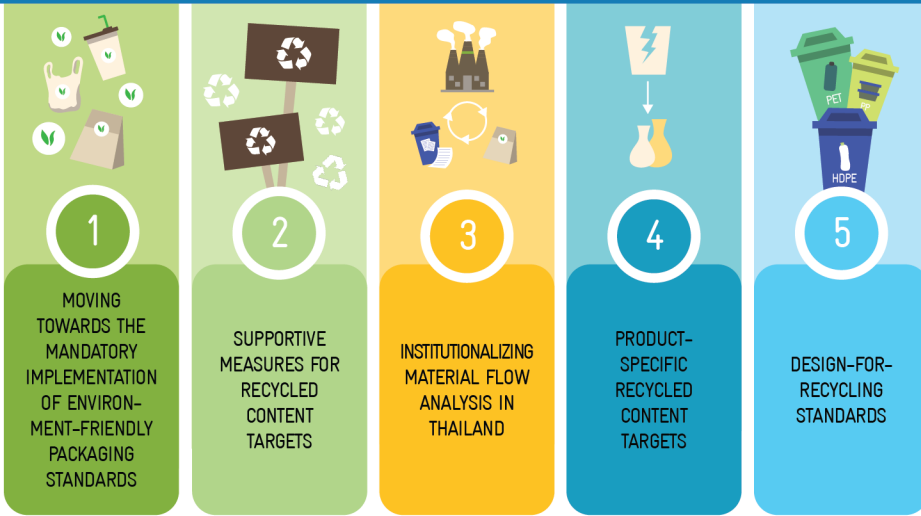 PET
PP
HDPE
1
2
3
4
5
MOVING
TOWARDS THE
MANDATORY
IMPLEMENTATION
OF ENVIRON-
MENT-FRIENDLY
PACKAGING
STANDARDS
SUPPORTIVE
MEASURES FOR
RECYCLED
CONTENT
TARGETS
INSTITUTIONALIZING
MATERIAL FLOW
ANALYSIS IN
THAILAND
PRODUCT-
SPECIFIC
RECYCLED
CONTENT
TARGETS
DESIGN-FOR-
RECYCLING
STANDARDS